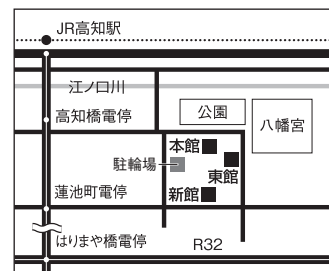 JR高知駅
江ノ口川
高知橋電停
公園
八幡宮
本館
東館
駐輪場
新館
蓮池町電停
はりまや橋電停
R32